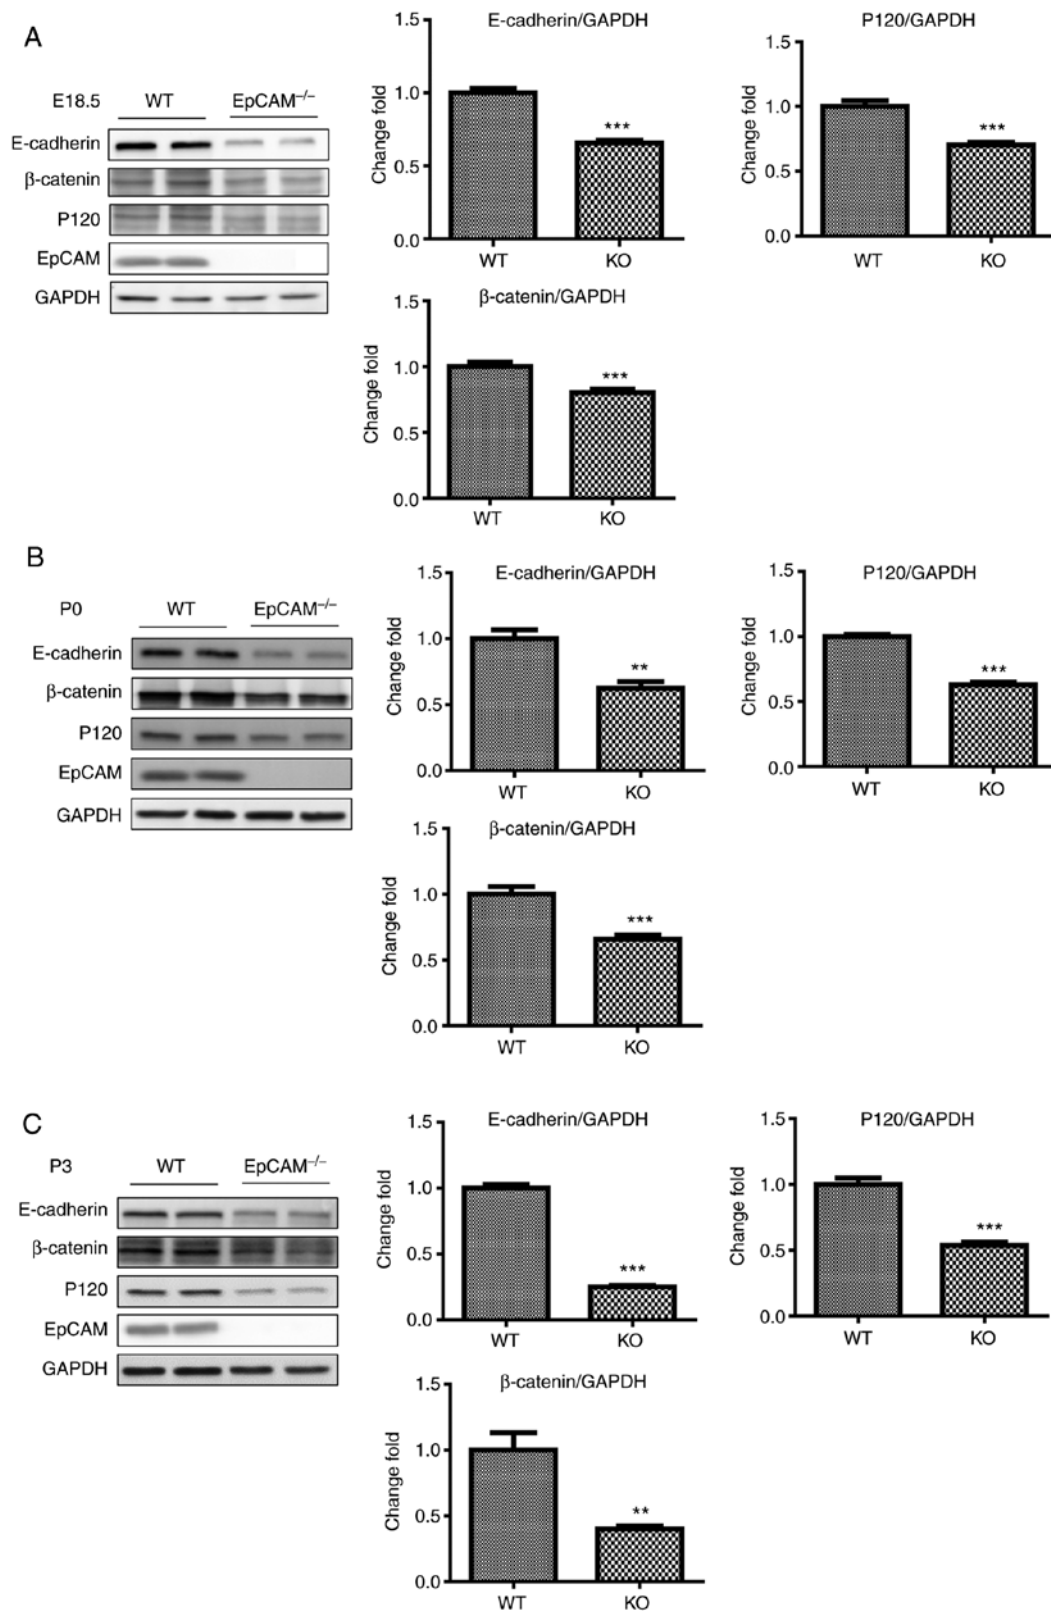 A
E18.5 WT EpCAM–/–
E-cadherin
β-catenin
P120
EpCAM
GAPDH
E-cadherin/GAPDH
Change fold
1.5
1.0
0.5
0.0
***
WT KO
P120/GAPDH
Change fold
1.5
1.0
0.5
0.0
***
WT KO
β-catenin/GAPDH
Change fold
1.5
1.0
0.5
0.0
***
WT KO
B
P0 WT EpCAM–/–
E-cadherin
β-catenin
P120
EpCAM
GAPDH
E-cadherin/GAPDH
Change fold
1.5
1.0
0.5
0.0
**
WT KO
P120/GAPDH
Change fold
1.5
1.0
0.5
0.0
***
WT KO
β-catenin/GAPDH
Change fold
1.5
1.0
0.5
0.0
***
WT KO
C
P3 WT EpCAM–/–
E-cadherin
β-catenin
P120
EpCAM
GAPDH
E-cadherin/GAPDH
Change fold
1.5
1.0
0.5
0.0
***
WT KO
P120/GAPDH
Change fold
1.5
1.0
0.5
0.0
***
WT KO
β-catenin/GAPDH
Change fold
1.5
1.0
0.5
0.0
**
WT KO